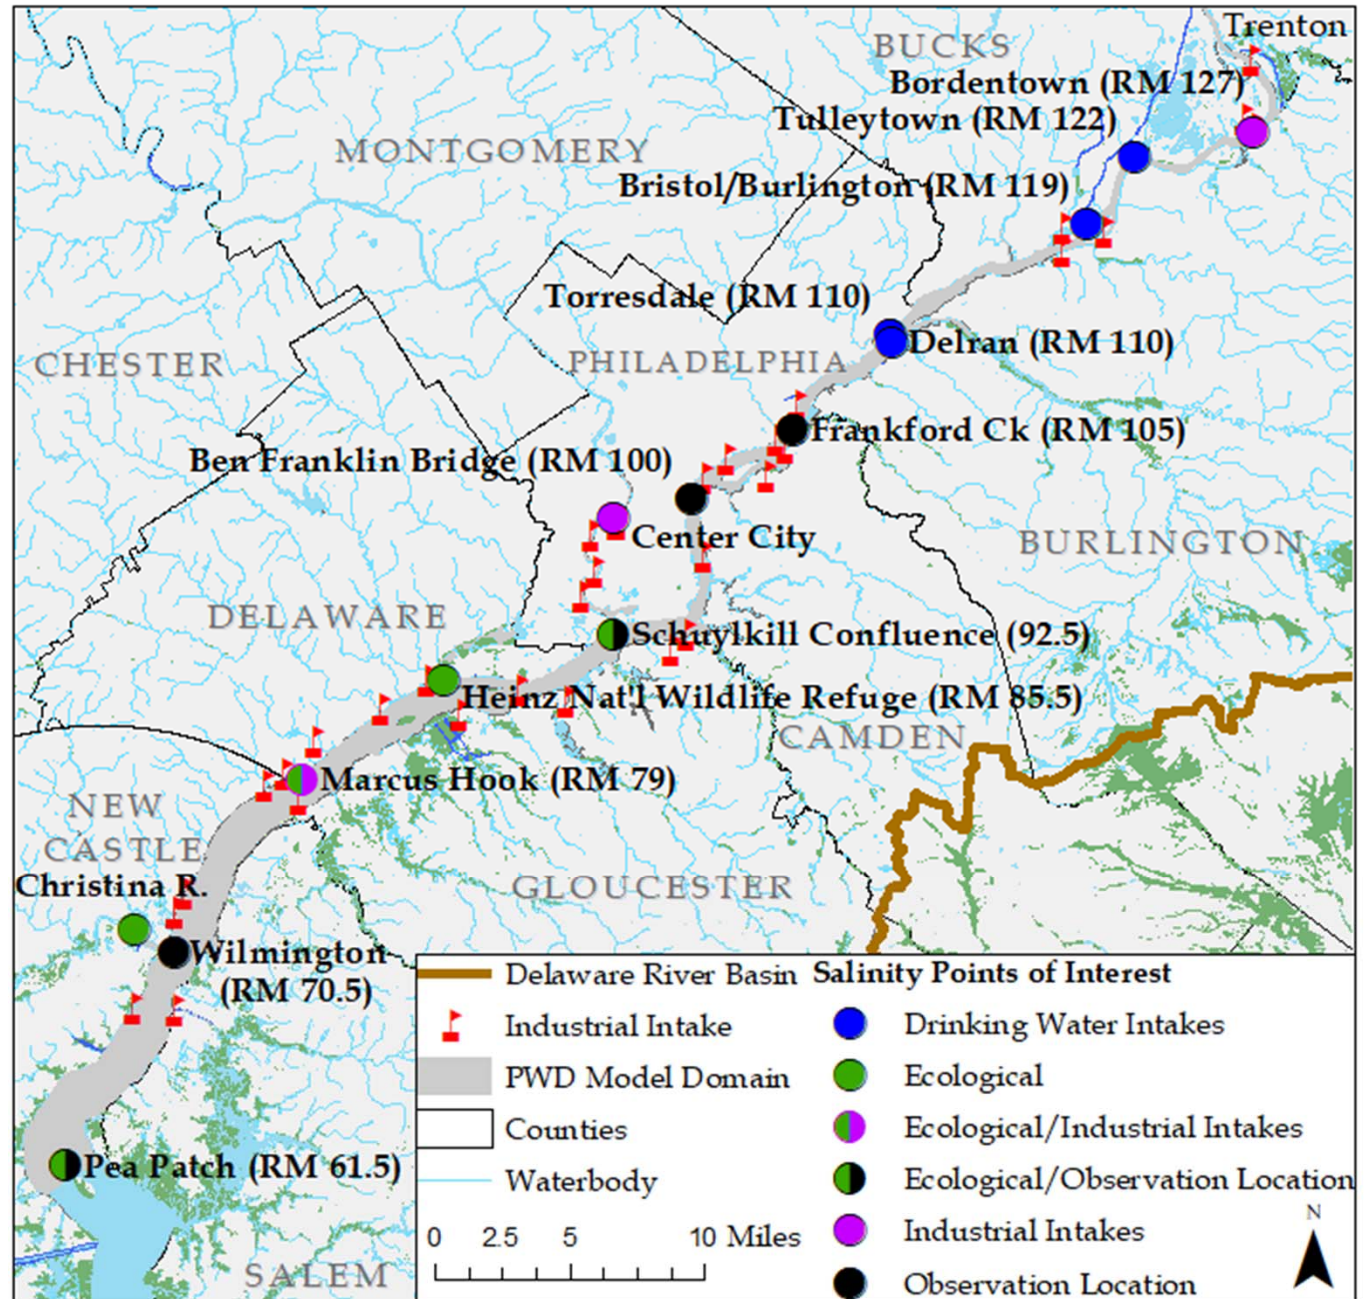 Trenton
BUCKS
Bordentown (RM 127)
Tulleytown (RM 122)
MONTGOMERY
Bristol/Burlington (RM 119)
Torresdale (RM 110)
Delran (RM 110)
CHESTER
PHILADELPHIA
Frankford Ck (RM 105)
Ben Franklin Bridge (RM 100)
Center City
BURLINGTON
DELAWARE
Schuylkill Confluence (92.5)
Heinz Nat'l Wildlife Refuge (RM 85.5)
CAMDEN
Marcus Hook (RM 79)
NEW
CASTLE
Christina R.
GLOUCESTER
Wilmington
(RM 70.5)
Pea Patch (RM 61.5)
SALEM
Delaware River Basin
Industrial Intake
PWD Model Domain
Counties
Waterbody
0 2.5 5 10 Miles
Salinity Points of Interest
Drinking Water Intakes
Ecological
Ecological/Industrial Intakes
Ecological/Observation Location
Industrial Intakes
Observation Location
N